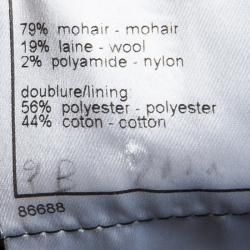 79% mohair - mohair
19% laine - wool
2% polyamide - nylon
doublure/lining:
56% polyester - polyester
44% coton - cotton
86688